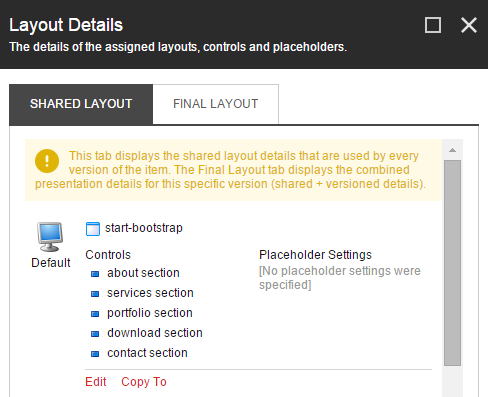 Layout Details
The details of the assigned layouts, controls and placeholders.
SHARED LAYOUT
FINAL LAYOUT
This tab displays the shared layout details that are used by every
version of the item. The Final Layout tab displays the combined
presentation details for this specific version (shared + versioned details).
Default
start-bootstrap
Controls
about section
services section
portfolio section
download section
contact section
Placeholder Settings
[No placeholder settings were
specified]
Edit Copy To